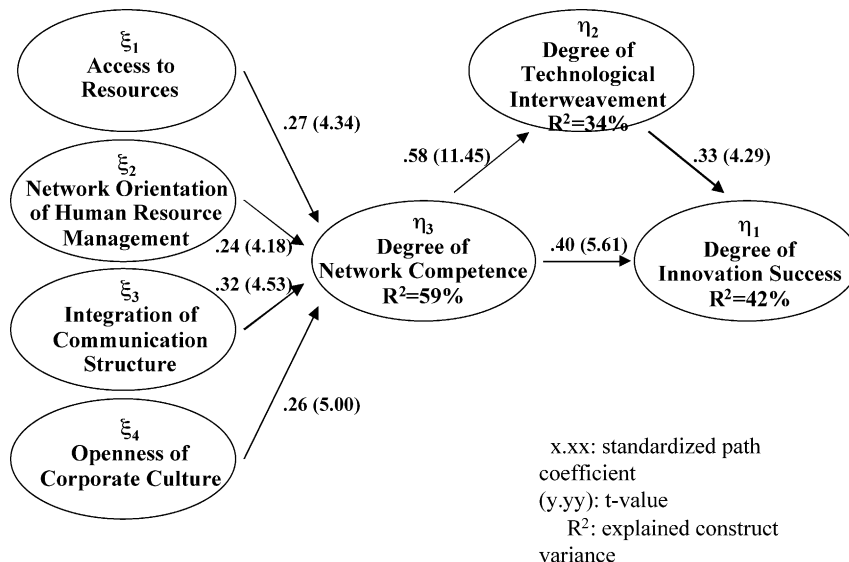 ξ1
Access to
Resources
.27 (4.34)
ξ2
Network Orientation
of Human Resource
Management
.24 (4.18)
ξ3
Integration of
Communication
Structure
.32 (4.53)
ξ4
Openness of
Corporate Culture
.26 (5.00)
η3
Degree of
Network Competence
R²=59%
.58 (11.45)
η2
Degree of
Technological
Interweavement
R²=34%
.33 (4.29)
.40 (5.61)
η1
Degree of
Innovation Success
R²=42%
x.xx: standardized path
coefficient
(y.yy): t-value
R²: explained construct
variance